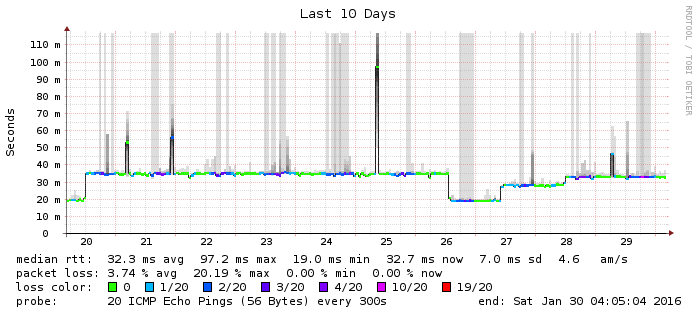 Last 10 Days
RRDTOOL / TOBI OETIKER
Seconds
110 m
100 m
90 m
80 m
70 m
60 m
50 m
40 m
30 m
20 m
10 m
0
20 21 22 23 24 25 26 27 28 29
median rtt: 32.3 ms avg 97.2 ms max 19.0 ms min 32.7 ms now 7.0 ms sd 4.6 am/s
packet loss: 3.74 % avg 20.19 % max 0.00 % min 0.00 % now
loss color: 0 1/20 2/20 3/20 4/20 10/20 19/20
probe: 20 ICMP Echo Pings (56 Bytes) every 300s end: Sat Jan 30 04:05:04 2016